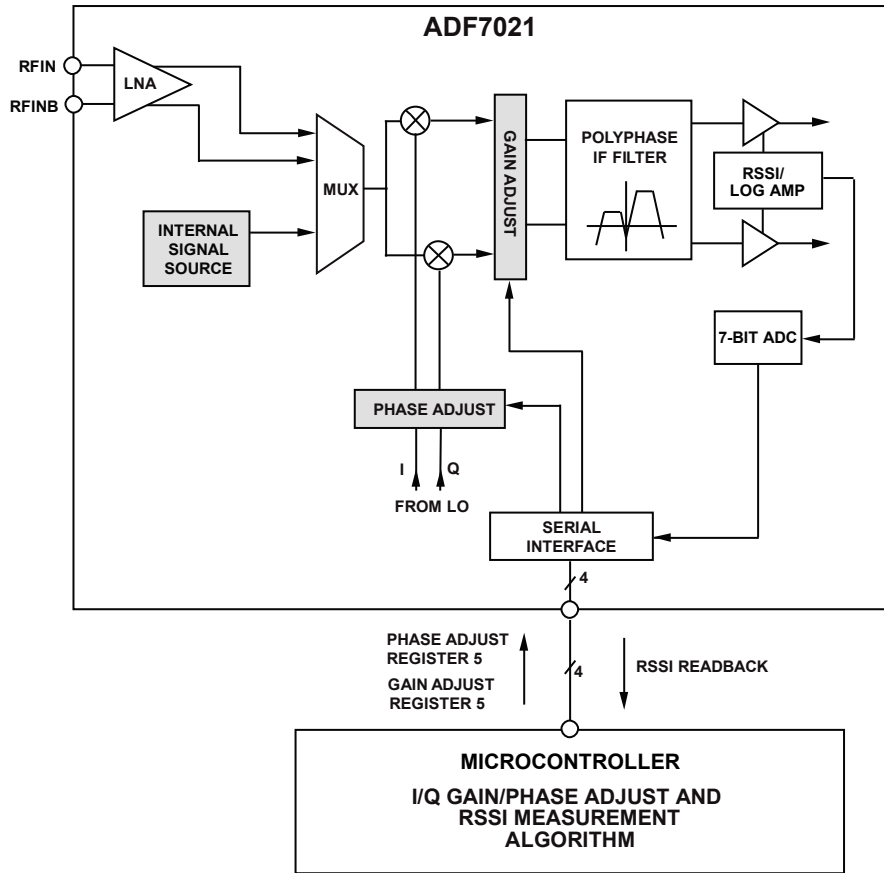 ADF7021
RFIN
RFINB
LNA
MUX
INTERNAL
SIGNAL
SOURCE
GAIN ADJUST
POLYPHASE
IF FILTER
RSSI/
LOG AMP
7-BIT ADC
PHASE ADJUST
I
Q
FROM LO
SERIAL
INTERFACE
4
PHASE ADJUST
REGISTER 5
GAIN ADJUST
REGISTER 5
4
RSSI READBACK
MICROCONTROLLER
I/Q GAIN/PHASE ADJUST AND
RSSI MEASUREMENT
ALGORITHM